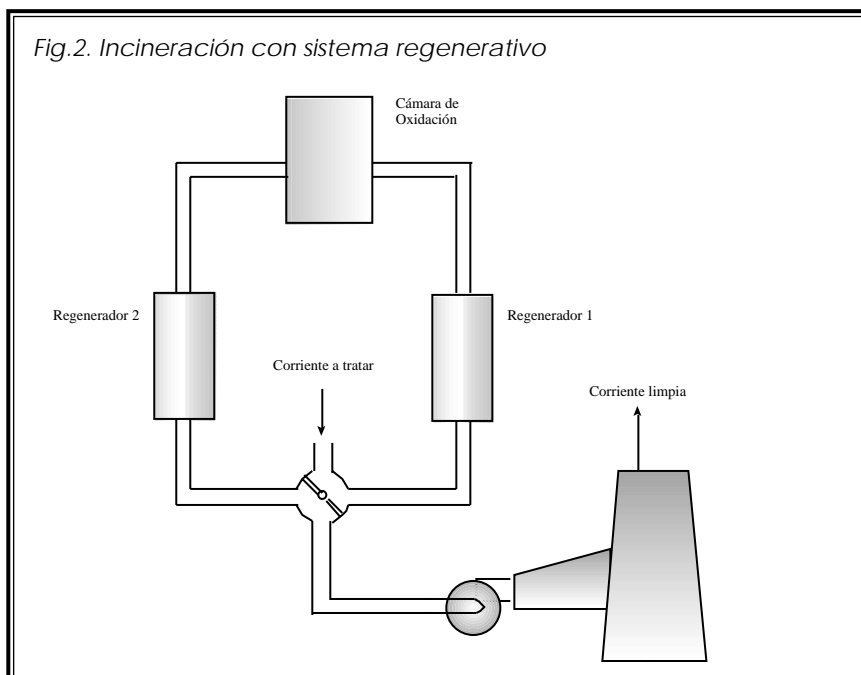 Fig.2. Incineración con sistema regenerativo
Cámara de
Oxidación
Regenerador 2
Regenerador 1
Corriente a tratar
Corriente limpia